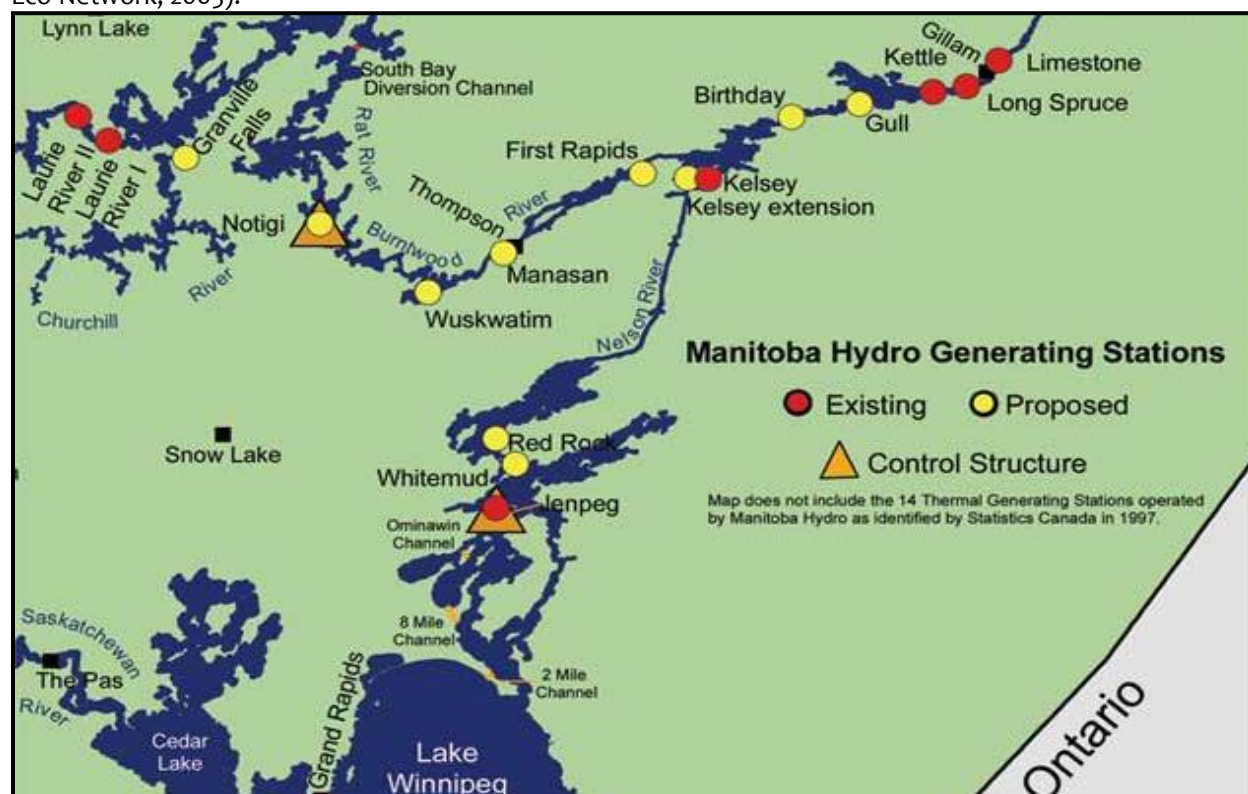 Eco Network, 2005).
Lynn Lake
South Bay
Diversion Channel
Granville
Falls
Rat River
Laurie
River II
Laurie
River I
Notigi
Burntwood
River
Thompson
Manasan
Wuskwatim
First Rapids
Birthday
Gull
Kettle
Gillam
Limestone
Long Spruce
Kelsey
Kelsey extension
Nelson River
Churchill
River
Snow Lake
Manitoba Hydro Generating Stations
Existing
Proposed
Control Structure
Map does not include the 14 Thermal Generating Stations operated
by Manitoba Hydro as identified by Statistics Canada in 1997.
Red Rock
Whitemud
Jenpeg
Ominawin
Channel
8 Mile
Channel
2 Mile
Channel
Saskatchewan
River
The Pas
Cedar
Lake
Grand Rapids
Lake
Winnipeg
Ontario